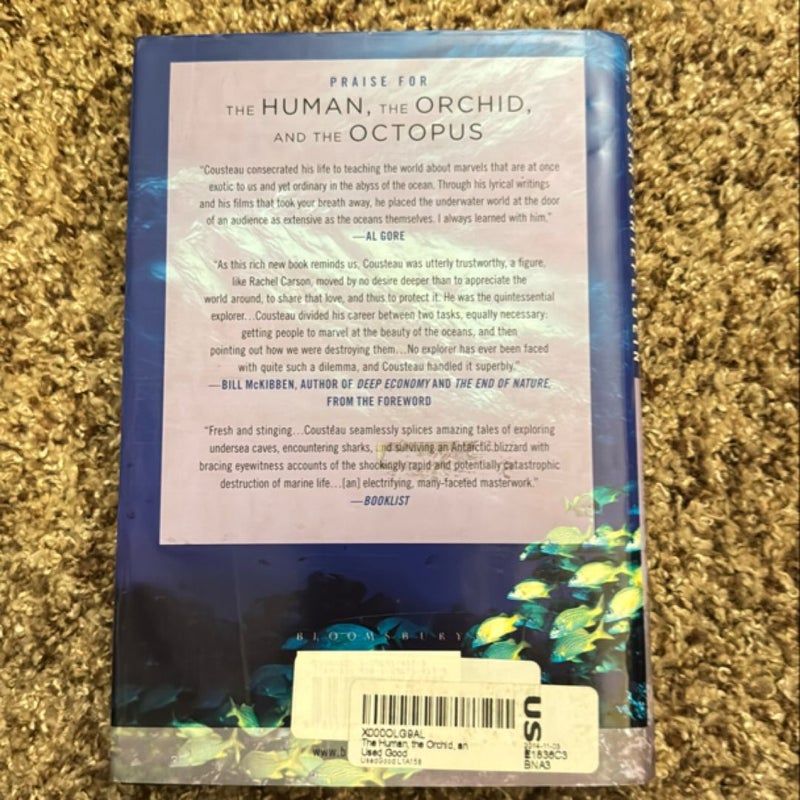 PRAISE FOR
THE HUMAN, THE ORCHID,
AND THE OCTOPUS
"Cousteau consecrated his life to teaching the world about marvels that are at once
exotic to us and yet ordinary in the abyss of the ocean. Through his lyrical writings
and his films that took your breath away, he placed the underwater world at the door
of an audience as extensive as the oceans themselves. I always learned with him."
—AL GORE
"As this rich new book reminds us, Cousteau was utterly trustworthy, a figure,
like Rachel Carson, moved by no desire deeper than to appreciate the
world around, to share that love, and thus to protect it. He was the quintessential
explorer...Cousteau divided his career between two tasks, equally necessary:
getting people to marvel at the beauty of the oceans, and then
pointing out how we were destroying them...No explorer has ever been faced
with quite such a dilemma, and Cousteau handled it superbly."
—BILL McKIBBEN, AUTHOR OF DEEP ECONOMY AND THE END OF NATURE,
FROM THE FOREWORD
"Fresh and stinging...Cousteau seamlessly splices amazing tales of exploring
undersea caves, encountering sharks, and surviving an Antarctic blizzard with
bracing eyewitness accounts of the shockingly rapid and potentially catastrophic
destruction of marine life...[an] electrifying, many-faceted masterwork."
—BOOKLIST
BLOOMSBURY
X000OLG9AL
The Human, the Orchid, an
Used Good
US
E1838C3
BNA3
www.b